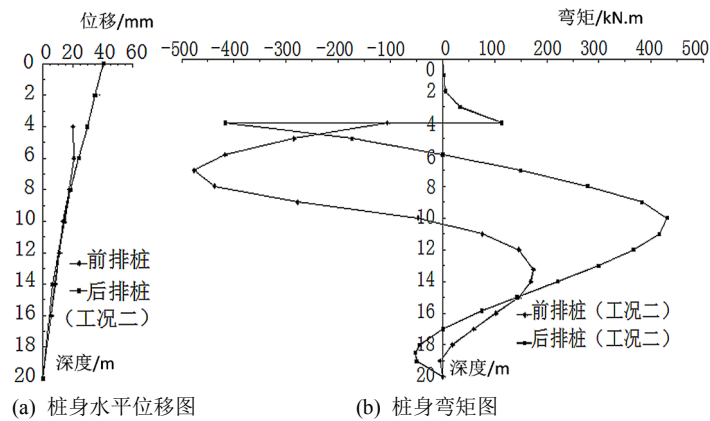 位移/mm
0 20 40 60
0
2
4
6
8
10
12
14
16
18
20
前排桩
后排桩
（工况二）
深度/m
(a) 桩身水平位移图
弯矩/kN.m
-500 -400 -300 -200 -100 0 100 200 300 400 500
0
2
4
6
8
10
12
14
16
18
20
前排桩（工况二）
后排桩（工况二）
深度/m
(b) 桩身弯矩图